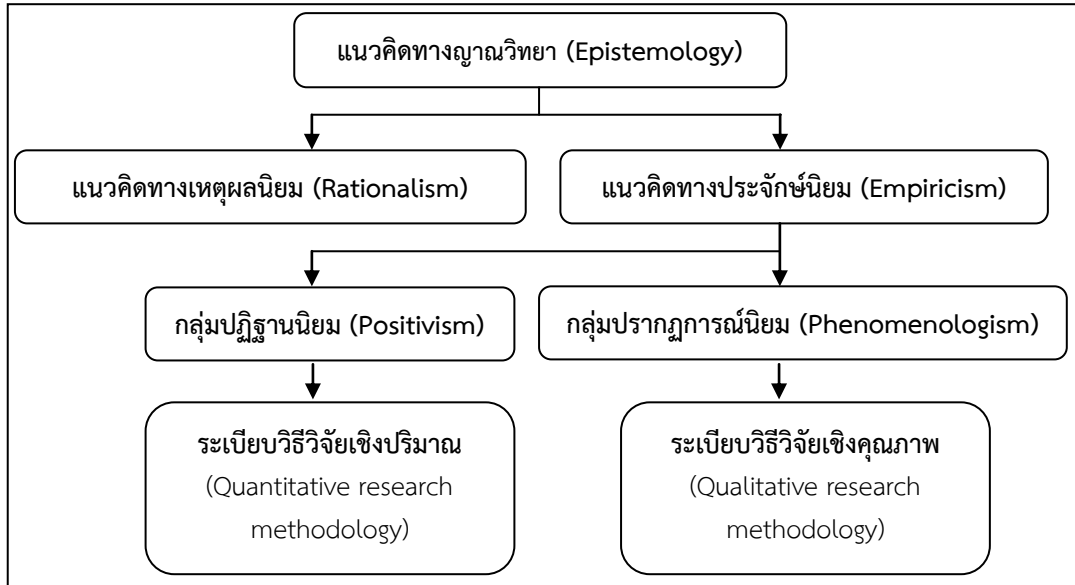 แนวคิดทางญาณวิทยา (Epistemology)
แนวคิดทางเหตุผลนิยม (Rationalism)
แนวคิดทางประจักษ์นิยม (Empiricism)
กลุ่มปฏิฐานนิยม (Positivism)
กลุ่มปรากฏการณ์นิยม (Phenomenologism)
ระเบียบวิธีวิจัยเชิงปริมาณ
(Quantitative research
methodology)
ระเบียบวิธีวิจัยเชิงคุณภาพ
(Qualitative research
methodology)